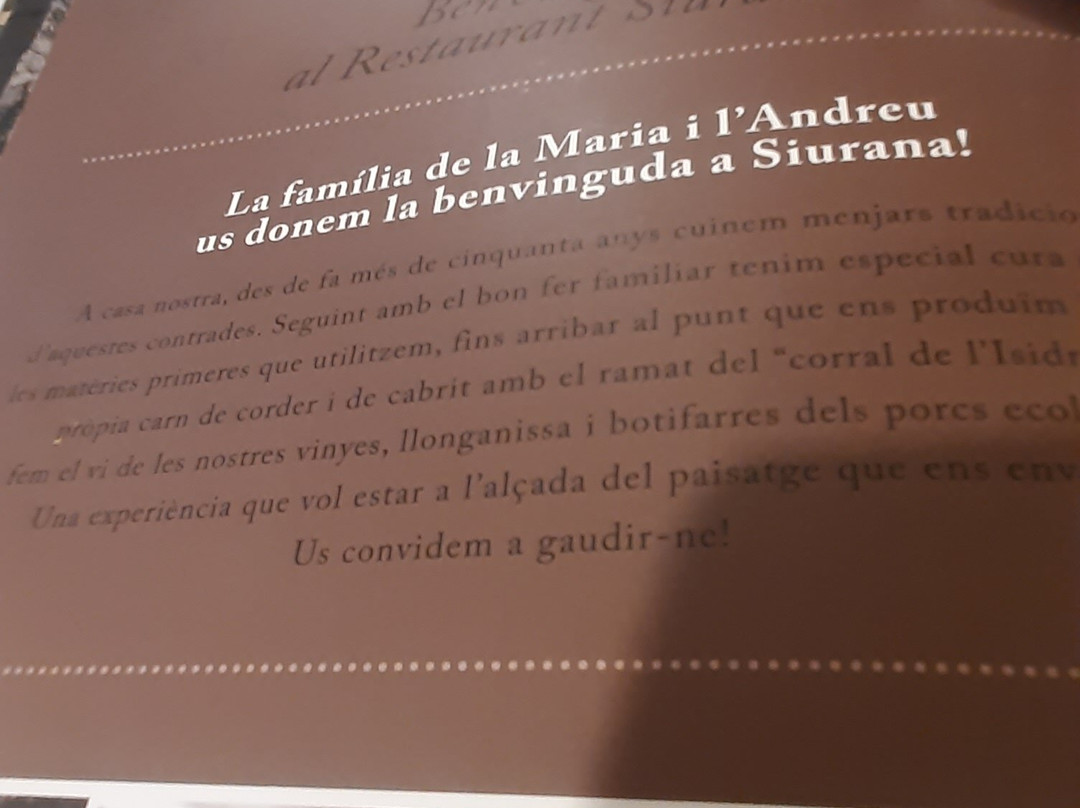 al Restaurant
La família de la Maria i l'Andreu
us donem la benvinguda a Siurana!
A casa nostra, des de fa més de cinquanta anys cuinem menjars
d'aquestes contrades. Seguint amb el bon fer familiar tenim especial cura
les matèries primeres que utilitzem, fins arribar al punt que ens produïm
pròpia carn de corder i de cabrit amb el ramat del "corral de
fem el vi de les nostres vinyes, llonganissa i botifarres dels porcs
Una experiència que vol estar a l'alçada del paisatge que ens
Us convidem a gaudir-ne!